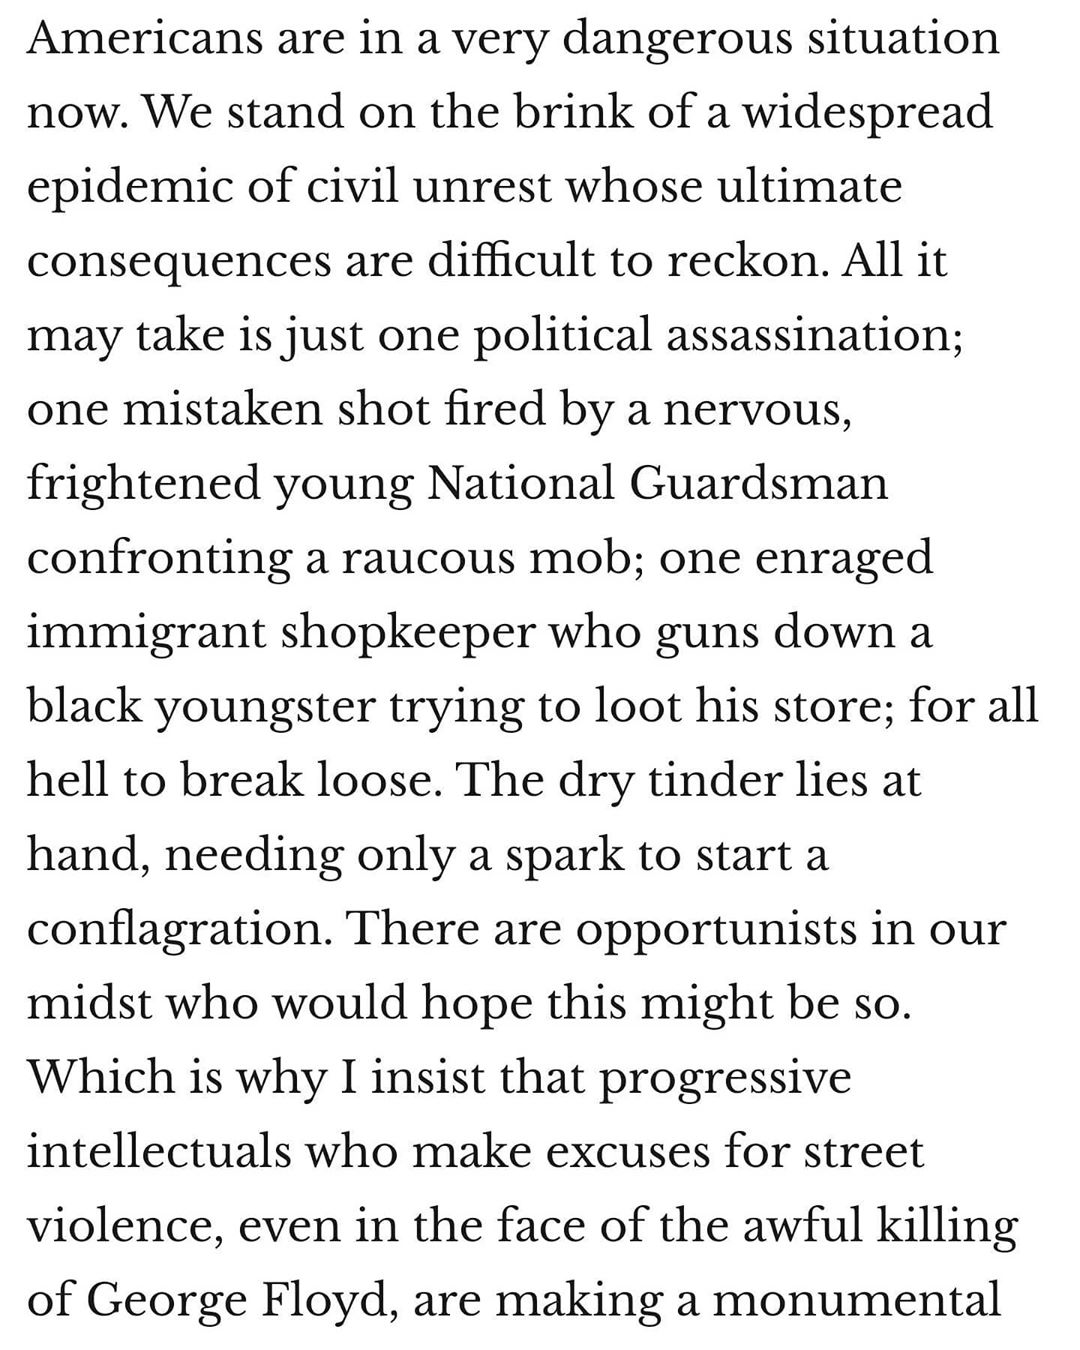 Americans are in a very dangerous situation
now. We stand on the brink of a widespread
epidemic of civil unrest whose ultimate
consequences are difficult to reckon. All it
may take is just one political assassination;
one mistaken shot fired by a nervous,
frightened young National Guardsman
confronting a raucous mob; one enraged
immigrant shopkeeper who guns down a
black youngster trying to loot his store; for all
hell to break loose. The dry tinder lies at
hand, needing only a spark to start a
conflagration. There are opportunists in our
midst who would hope this might be so.
Which is why I insist that progressive
intellectuals who make excuses for street
violence, even in the face of the awful killing
of George Floyd, are making a monumental